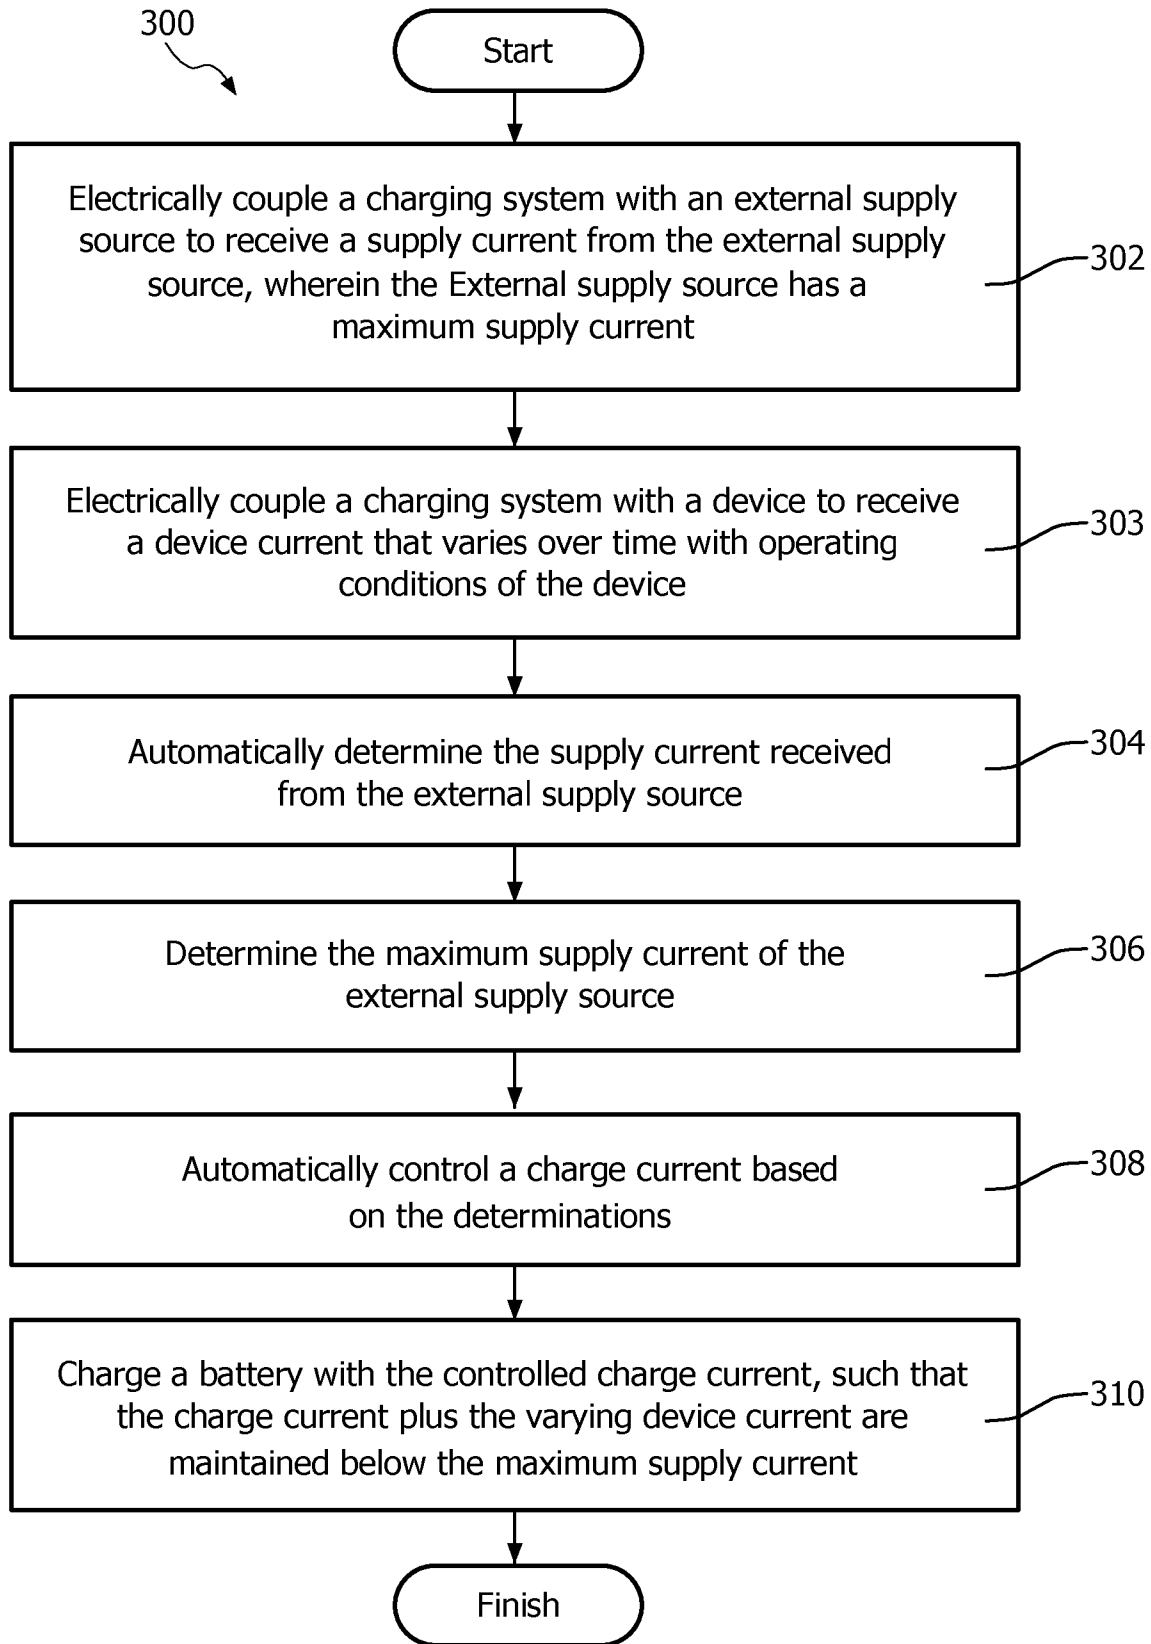 300
Start
Electrically couple a charging system with an external supply
source to receive a supply current from the external supply
source, wherein the External supply source has a
maximum supply current
302
Electrically couple a charging system with a device to receive
a device current that varies over time with operating
conditions of the device
303
Automatically determine the supply current received
from the external supply source
304
Determine the maximum supply current of the
external supply source
306
Automatically control a charge current based
on the determinations
308
Charge a battery with the controlled charge current, such that
the charge current plus the varying device current are
maintained below the maximum supply current
310
Finish